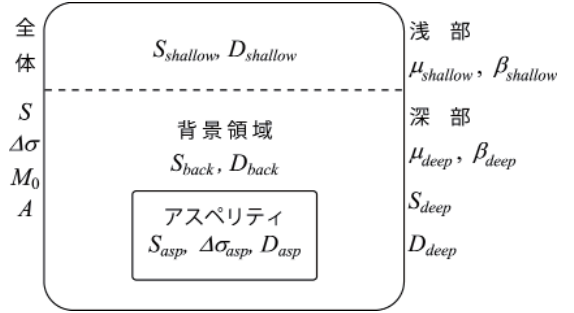 全体
S
Δσ
M₀
A
S_shallow, D_shallow
背景領域
S_back, D_back
アスペリティ
S_asp, Δσ_asp, D_asp
浅 部
μ_shallow, β_shallow
深 部
μ_deep, β_deep
S_deep
D_deep